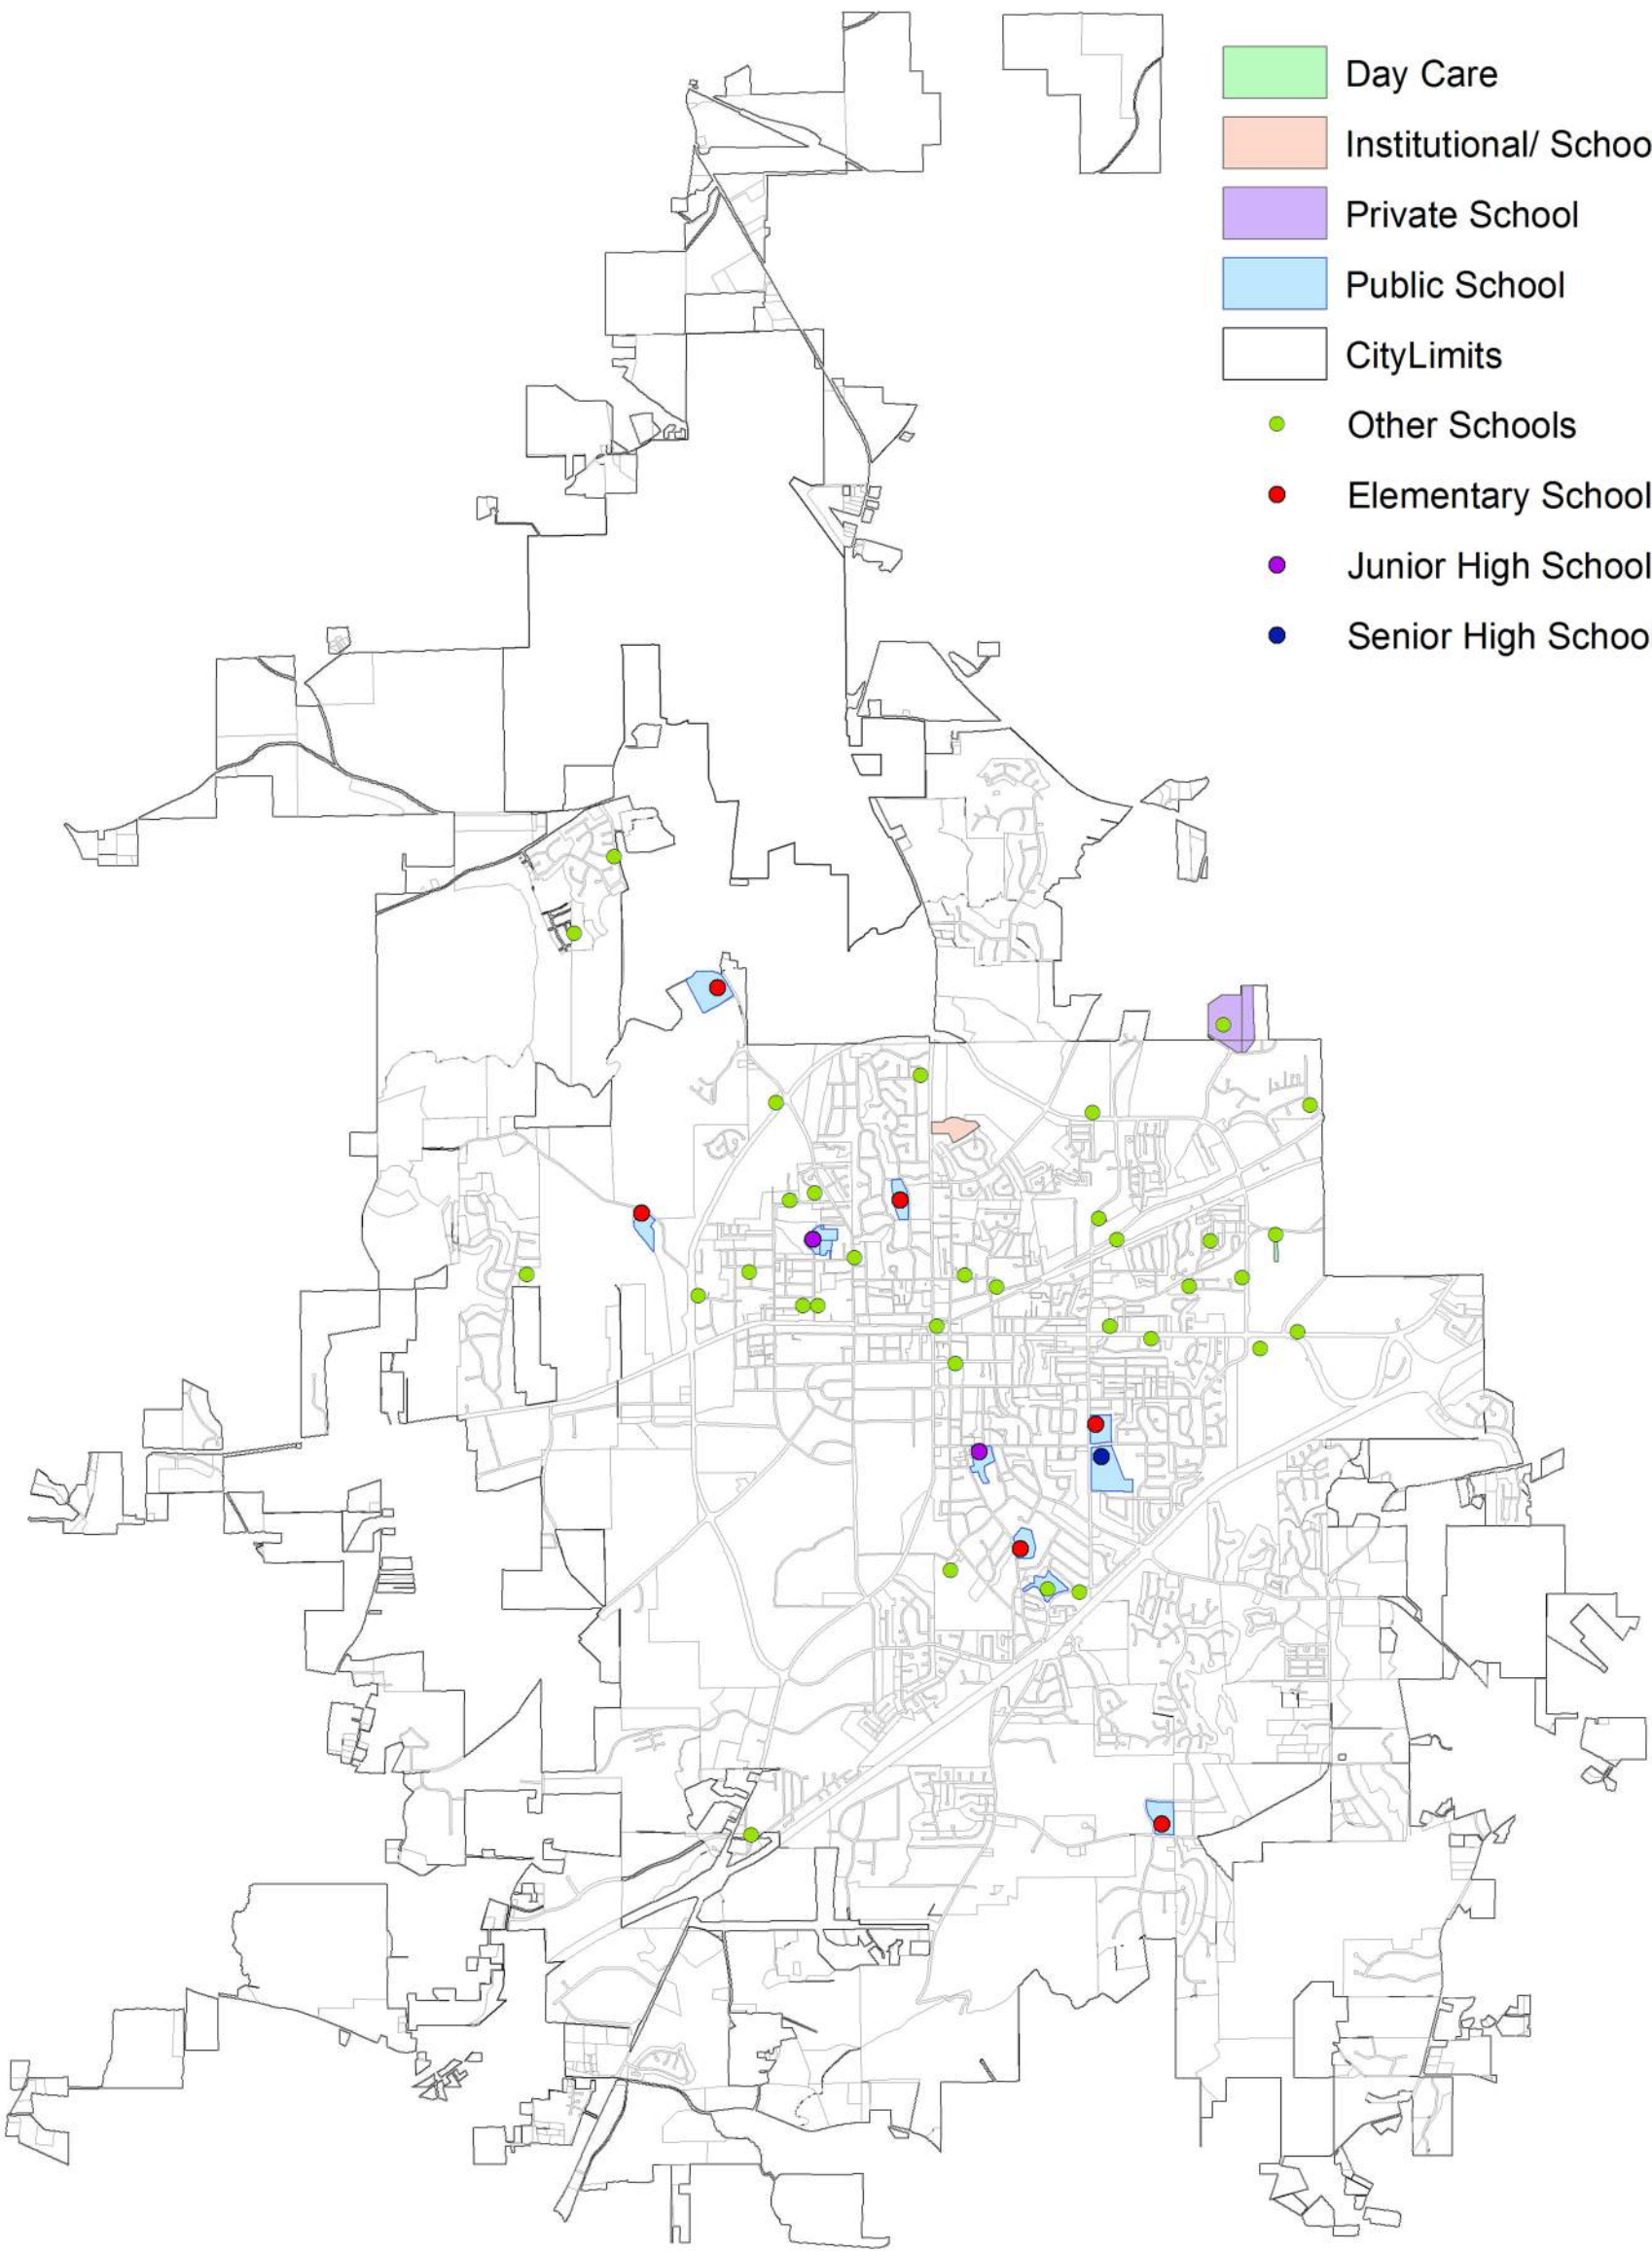 Day Care
Institutional/ Schoo
Private School
Public School
CityLimits
Other Schools
Elementary School
Junior High School
Senior High Schoo